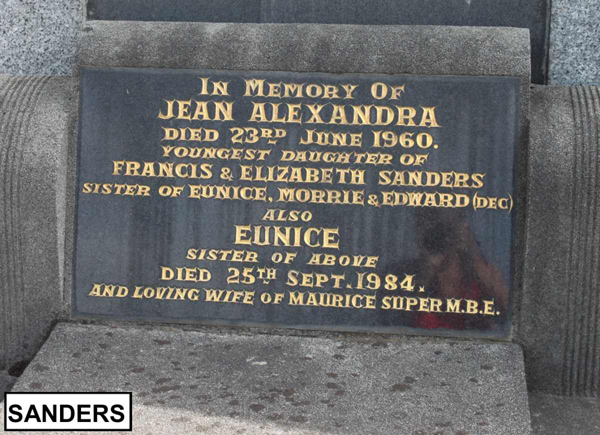 In Memory Of
JEAN ALEXANDRA
DIED 23RD JUNE 1960.
YOUNGEST DAUGHTER OF
FRANCIS & ELIZABETH SANDERS
SISTER OF EUNICE, MORRIE & EDWARD (DEC)
ALSO
EUNICE
SISTER OF ABOVE
DIED 25TH SEPT. 1984.
AND LOVING WIFE OF MAURICE SUPER M.B.E.
SANDERS